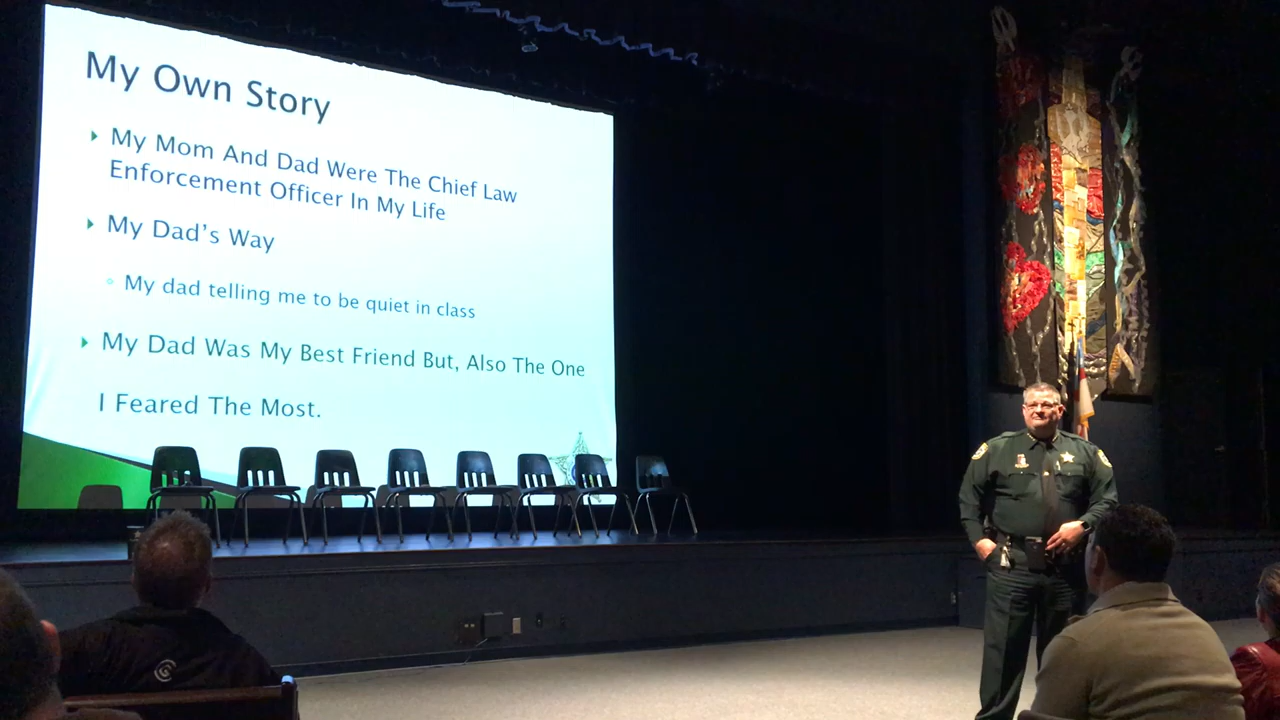 My Own Story
My Mom And Dad Were The Chief Law
Enforcement Officer In My Life
My Dad's Way
My dad telling me to be quiet in class
My Dad Was My Best Friend But, Also The One
I Feared The Most.